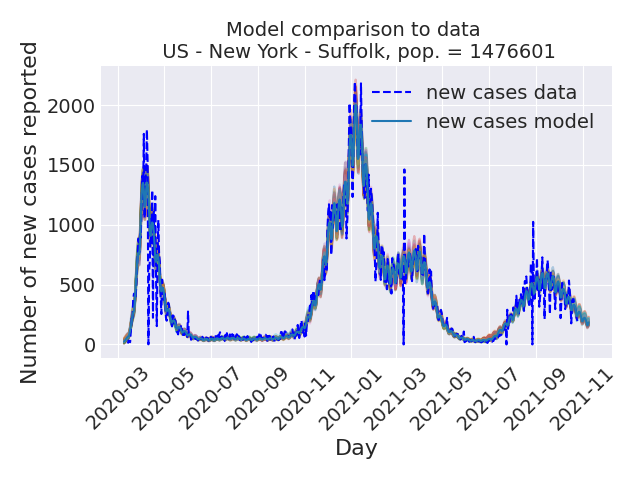 Model comparison to data
US - New York - Suffolk, pop. = 1476601
Number of new cases reported
2000
1500
1000
500
0
new cases data
new cases model
2020-03
2020-05
2020-07
2020-09
2020-11
2021-01
2021-03
2021-05
2021-07
2021-09
2021-11
Day